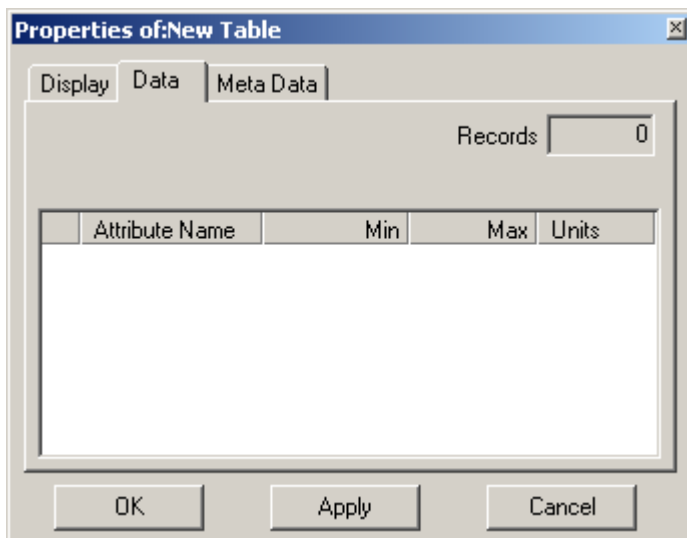 Properties of:New Table
Display Data Meta Data
Records 0
Attribute Name Min Max Units
OK Apply Cancel